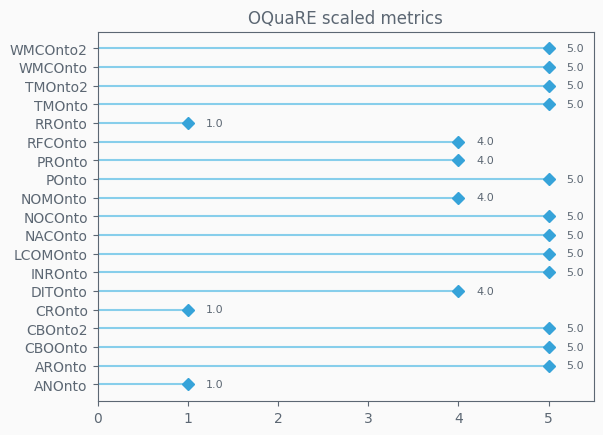 OQuaRE scaled metrics
WMCOnto2 5.0
WMCOnto 5.0
TMOnto2 5.0
TMOnto 5.0
RROnto 1.0
RFCOnto 4.0
PROnto 4.0
POnto 5.0
NOMOnto 4.0
NOCOnto 5.0
NACOnto 5.0
LCOMOnto 5.0
INROnto 5.0
DITOnto 4.0
CROnto 1.0
CBOnto2 5.0
CBOOnto 5.0
AROnto 5.0
ANOnto 1.0
0 1 2 3 4 5